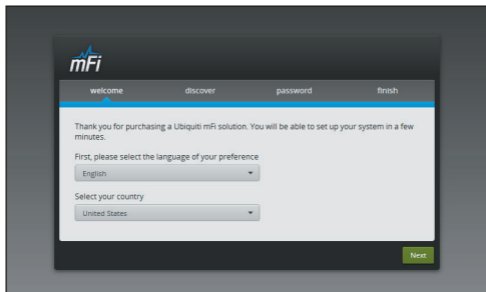 mFi
welcome discover password finish
Thank you for purchasing a Ubiquiti mFi solution. You will be able to set up your system in a few
minutes.
First, please select the language of your preference
English
Select your country
United States
Next